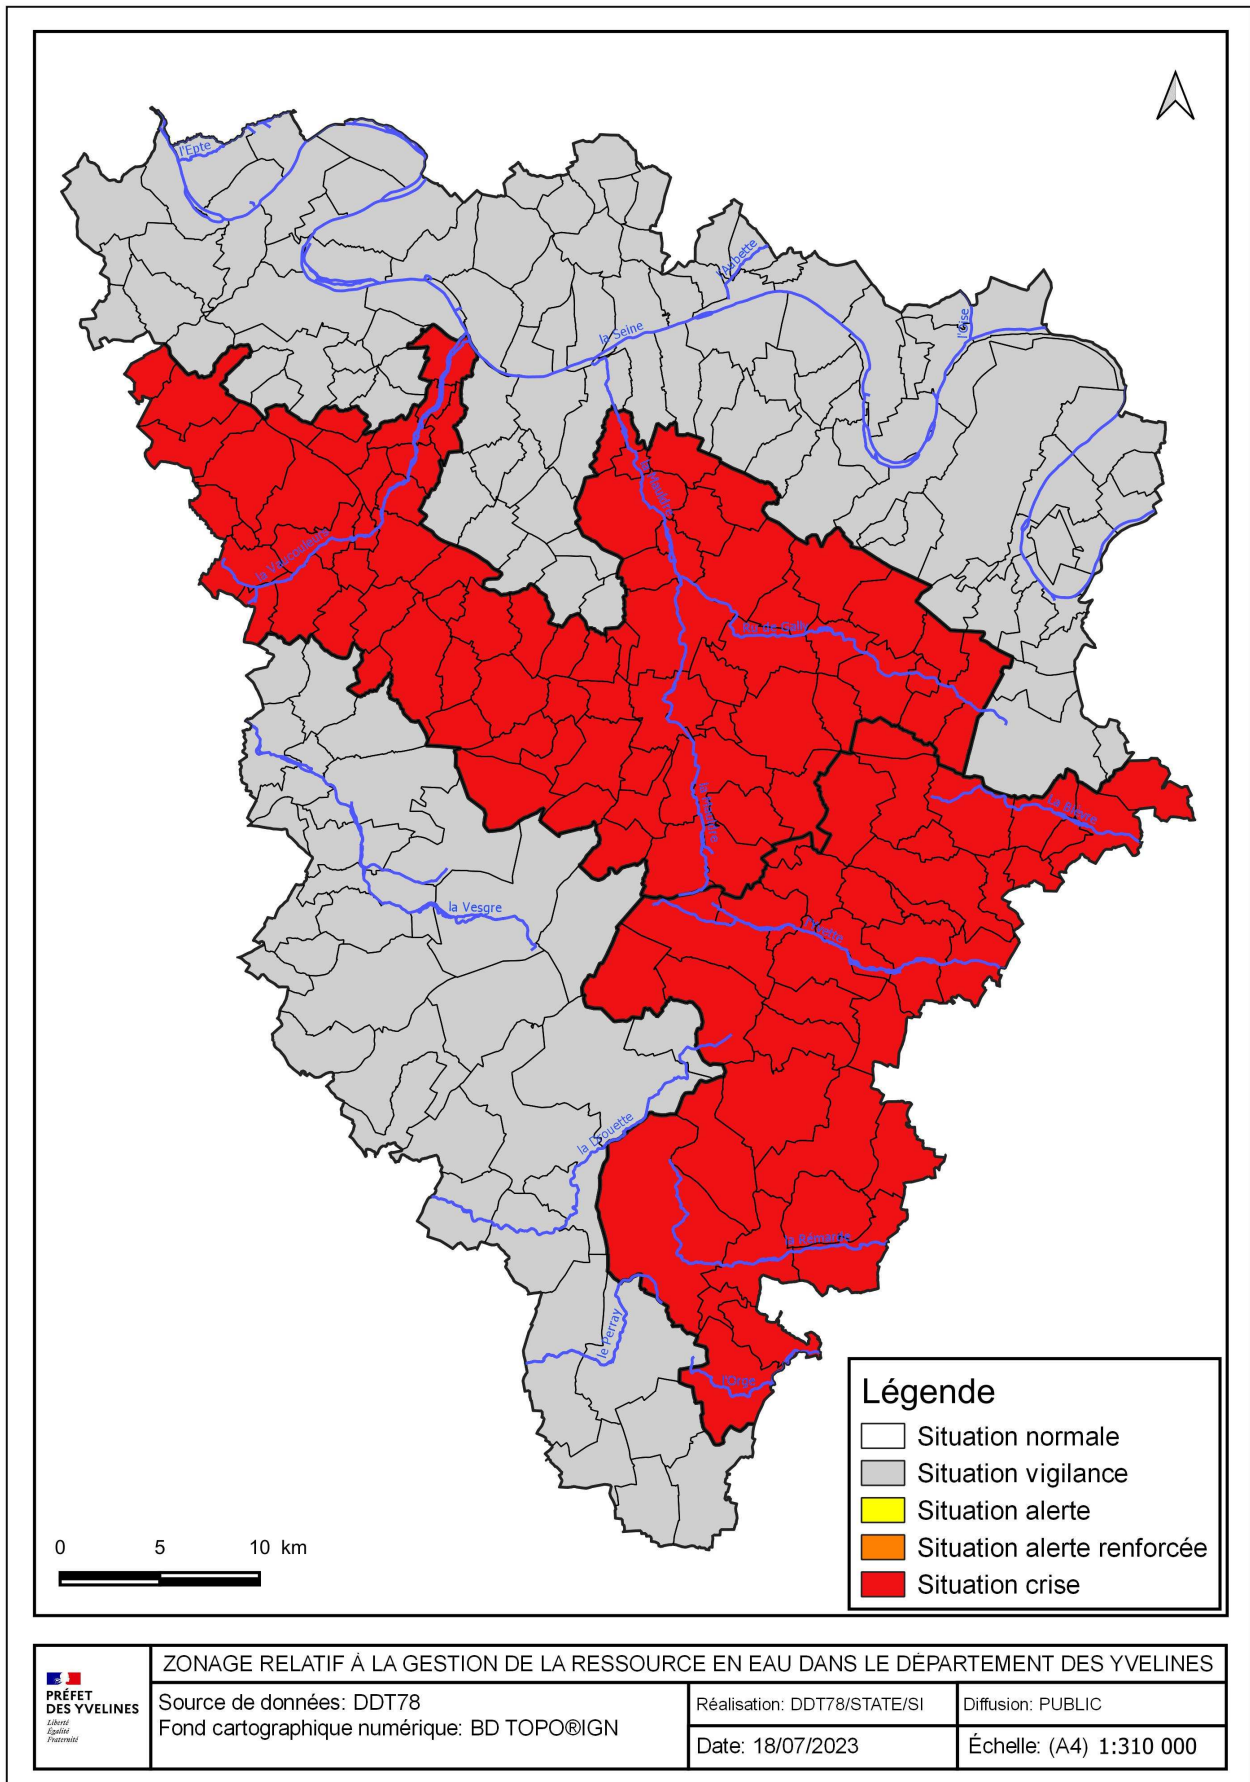 l'Epte
l'Aubette
l'Oise
la Seine
la Mauldre
la Vaucouleurs
Ru de Gally
la Mauldre
La Bièvre
la Vesgre
l'Yvette
la Drouette
la Rémarde
le Perray
l'Orge
Légende
Situation normale
Situation vigilance
Situation alerte
Situation alerte renforcée
Situation crise
0 5 10 km
PRÉFET
DES YVELINES
Liberté
Égalité
Fraternité
ZONAGE RELATIF À LA GESTION DE LA RESSOURCE EN EAU DANS LE DÉPARTEMENT DES YVELINES
Source de données: DDT78
Fond cartographique numérique: BD TOPO®IGN
Réalisation: DDT78/STATE/SI
Diffusion: PUBLIC
Date: 18/07/2023
Échelle: (A4) 1:310 000